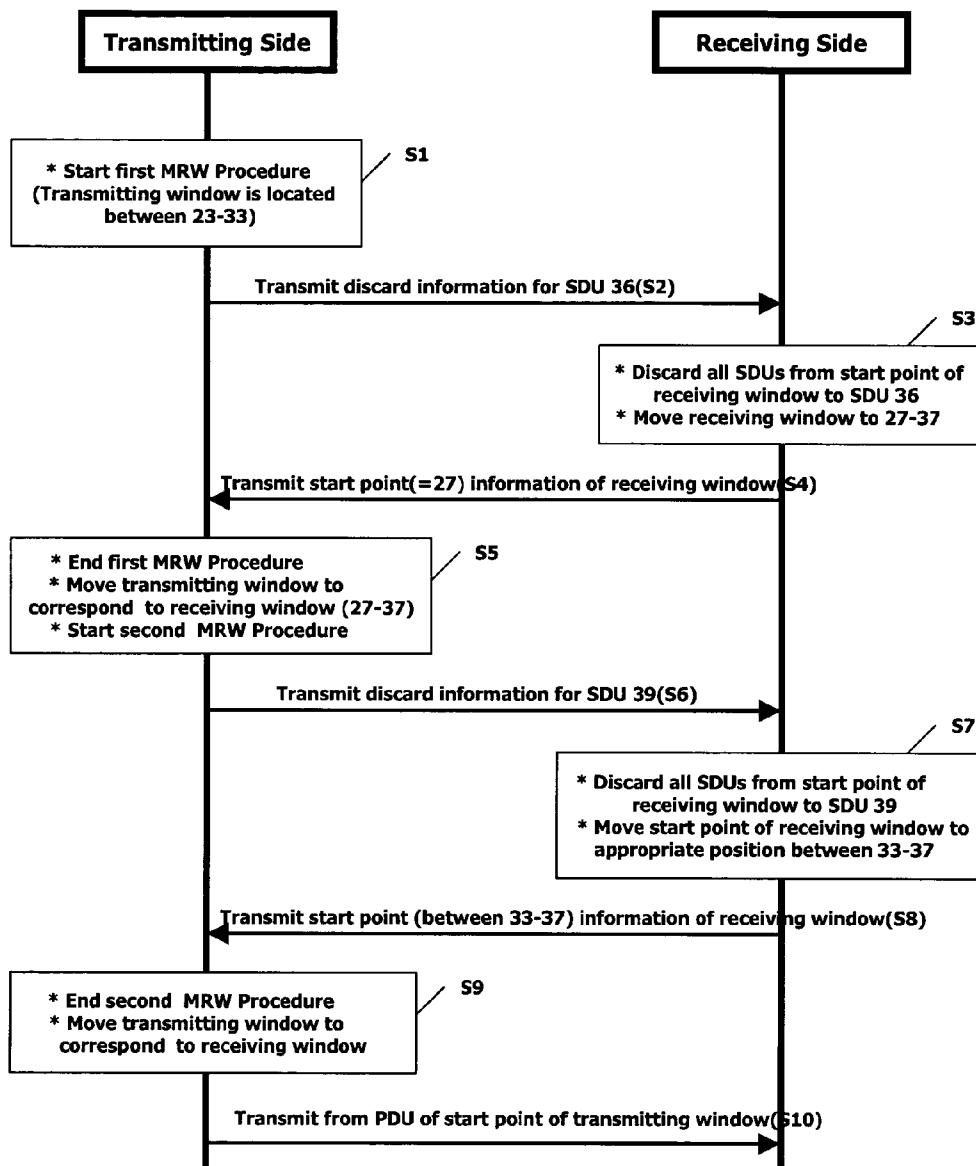 Transmitting Side
Receiving Side
S1
* Start first MRW Procedure
(Transmitting window is located
between 23-33)
Transmit discard information for SDU 36(S2)
S3
* Discard all SDUs from start point of
receiving window to SDU 36
* Move receiving window to 27-37
Transmit start point(=27) information of receiving window(S4)
S5
* End first MRW Procedure
* Move transmitting window to
correspond to receiving window (27-37)
* Start second MRW Procedure
Transmit discard information for SDU 39(S6)
S7
* Discard all SDUs from start point of
receiving window to SDU 39
* Move start point of receiving window to
appropriate position between 33-37
Transmit start point (between 33-37) information of receiving window(S8)
S9
* End second MRW Procedure
* Move transmitting window to
correspond to receiving window
Transmit from PDU of start point of transmitting window(S10)